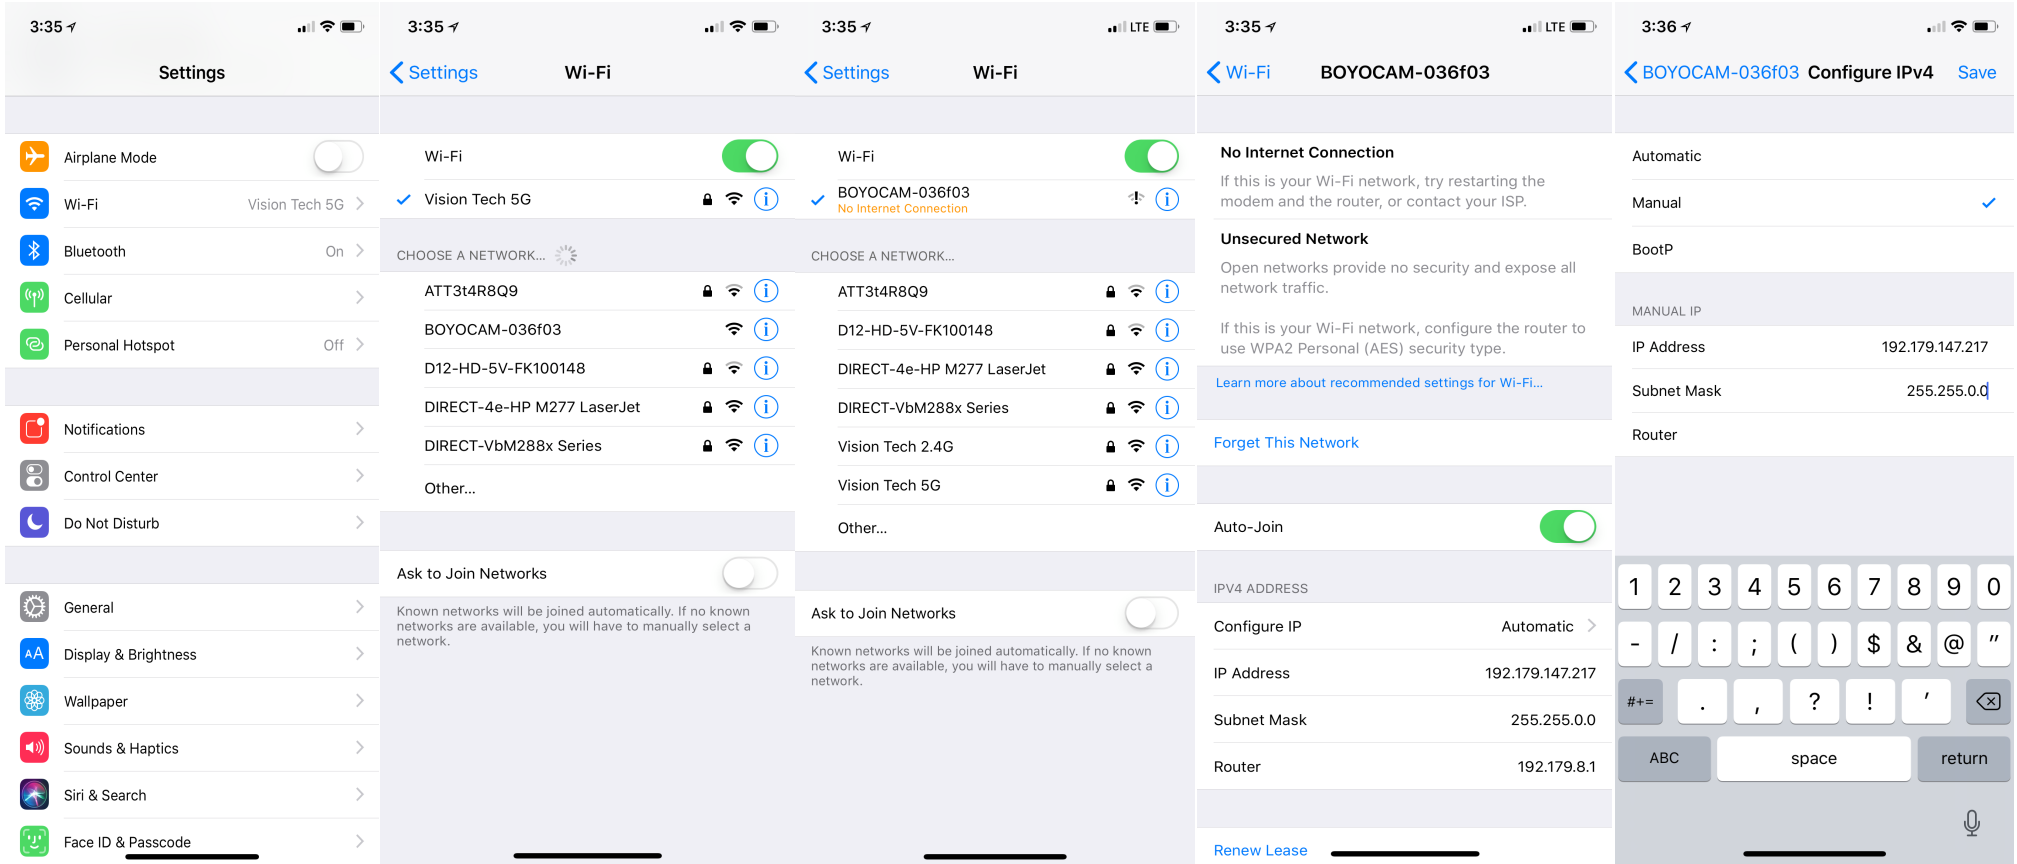 3:35
Settings
Airplane Mode
Wi-Fi Vision Tech 5G
Bluetooth On
Cellular
Personal Hotspot Off
Notifications
Control Center
Do Not Disturb
General
AA Display & Brightness
Wallpaper
Sounds & Haptics
Siri & Search
Face ID & Passcode
3:35
Settings Wi-Fi
Wi-Fi
Vision Tech 5G
CHOOSE A NETWORK...
ATT3t4R8Q9
BOYOCAM-036f03
D12-HD-5V-FK100148
DIRECT-4e-HP M277 LaserJet
DIRECT-VbM288x Series
Other...
Ask to Join Networks
Known networks will be joined automatically. If no known
networks are available, you will have to manually select a
network.
3:35 LTE
Settings Wi-Fi
Wi-Fi
BOYOCAM-036f03
No Internet Connection
CHOOSE A NETWORK...
ATT3t4R8Q9
D12-HD-5V-FK100148
DIRECT-4e-HP M277 LaserJet
DIRECT-VbM288x Series
Vision Tech 2.4G
Vision Tech 5G
Other...
Ask to Join Networks
Known networks will be joined automatically. If no known
networks are available, you will have to manually select a
network.
3:35 LTE
Wi-Fi BOYOCAM-036f03
No Internet Connection
If this is your Wi-Fi network, try restarting the
modem and the router, or contact your ISP.
Unsecured Network
Open networks provide no security and expose all
network traffic.
If this is your Wi-Fi network, configure the router to
use WPA2 Personal (AES) security type.
Learn more about recommended settings for Wi-Fi...
Forget This Network
Auto-Join
IPV4 ADDRESS
Configure IP Automatic
IP Address 192.179.147.217
Subnet Mask 255.255.0.0
Router 192.179.8.1
Renew Lease
3:36
BOYOCAM-036f03 Configure IPv4 Save
Automatic
Manual
BootP
MANUAL IP
IP Address 192.179.147.217
Subnet Mask 255.255.0.0
Router
1 2 3 4 5 6 7 8 9 0
- / : ; ( ) $ & @ "
#+= . , ? ! '
ABC space return